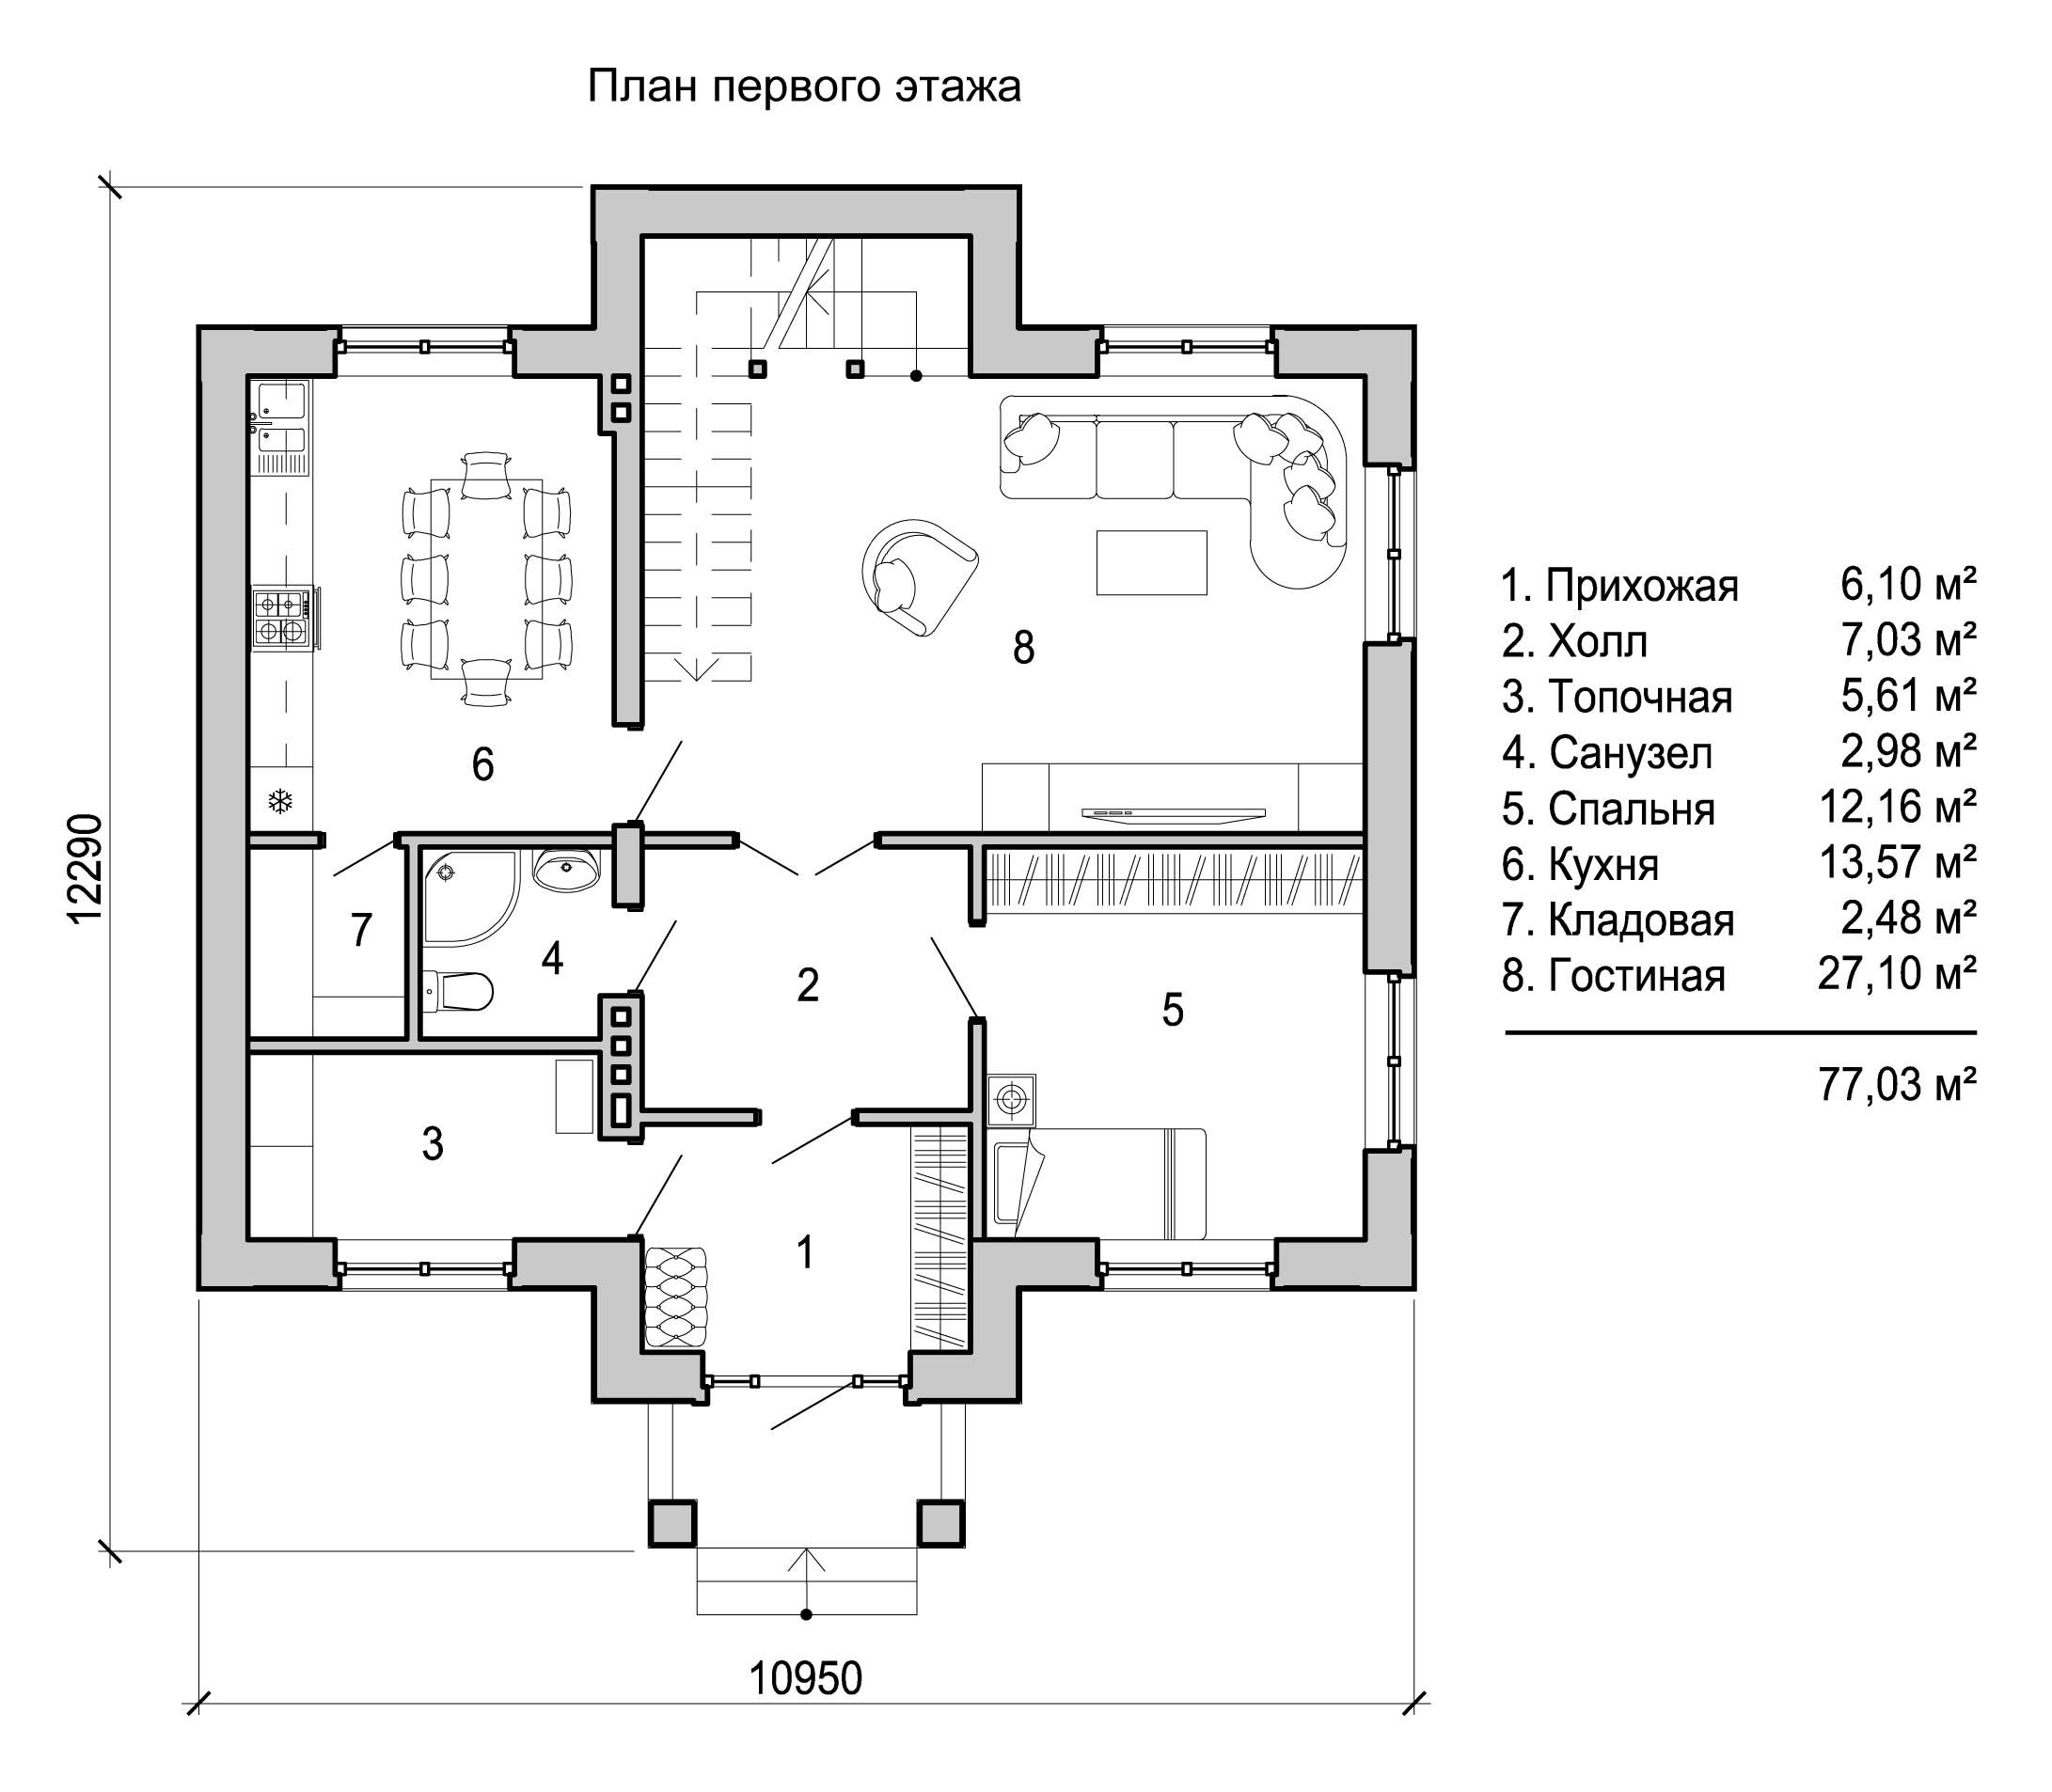 План первого этажа
12290
8
6
7
4
2
5
3
1
10950
1. Прихожая 6,10 м²
2. Холл 7,03 м²
3. Топочная 5,61 м²
4. Санузел 2,98 м²
5. Спальня 12,16 м²
6. Кухня 13,57 м²
7. Кладовая 2,48 м²
8. Гостиная 27,10 м²
77,03 м²